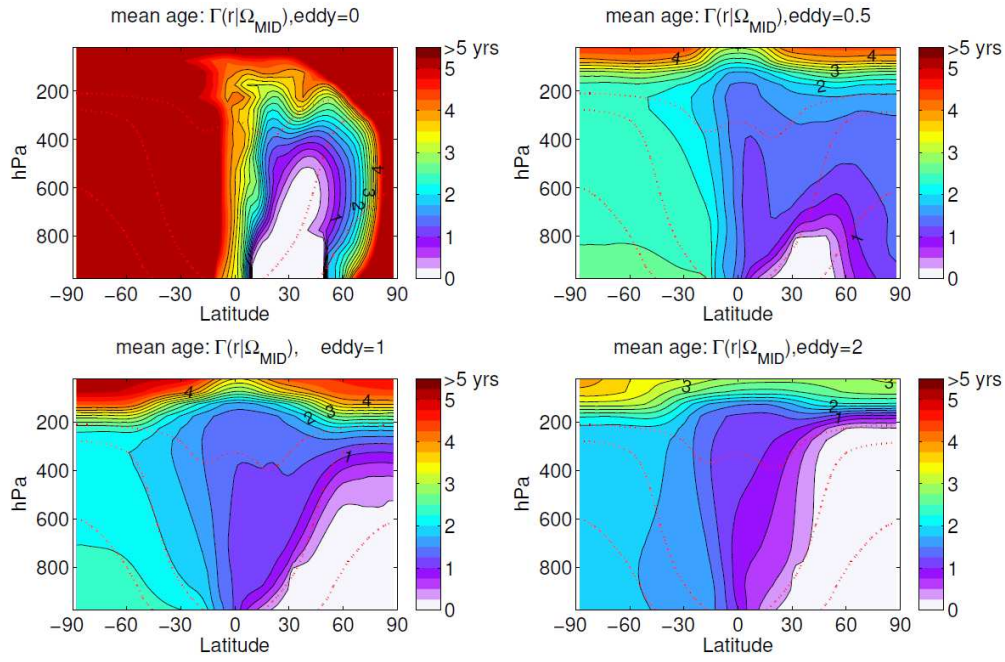 mean age: Γ(r|Ω_MID),eddy=0
mean age: Γ(r|Ω_MID),eddy=0.5
hPa
200
400
600
800
−90 −60 −30 0 30 60 90
Latitude
1
2
3
4
>5 yrs
5
4
3
2
1
0
hPa
200
400
600
800
−90 −60 −30 0 30 60 90
Latitude
4
4
3
2
1
>5 yrs
5
4
3
2
1
0
mean age: Γ(r|Ω_MID), eddy=1
mean age: Γ(r|Ω_MID),eddy=2
hPa
200
400
600
800
−90 −60 −30 0 30 60 90
Latitude
4
4
3
2
1
>5 yrs
5
4
3
2
1
0
hPa
200
400
600
800
−90 −60 −30 0 30 60 90
Latitude
3
3
2
1
>5 yrs
5
4
3
2
1
0